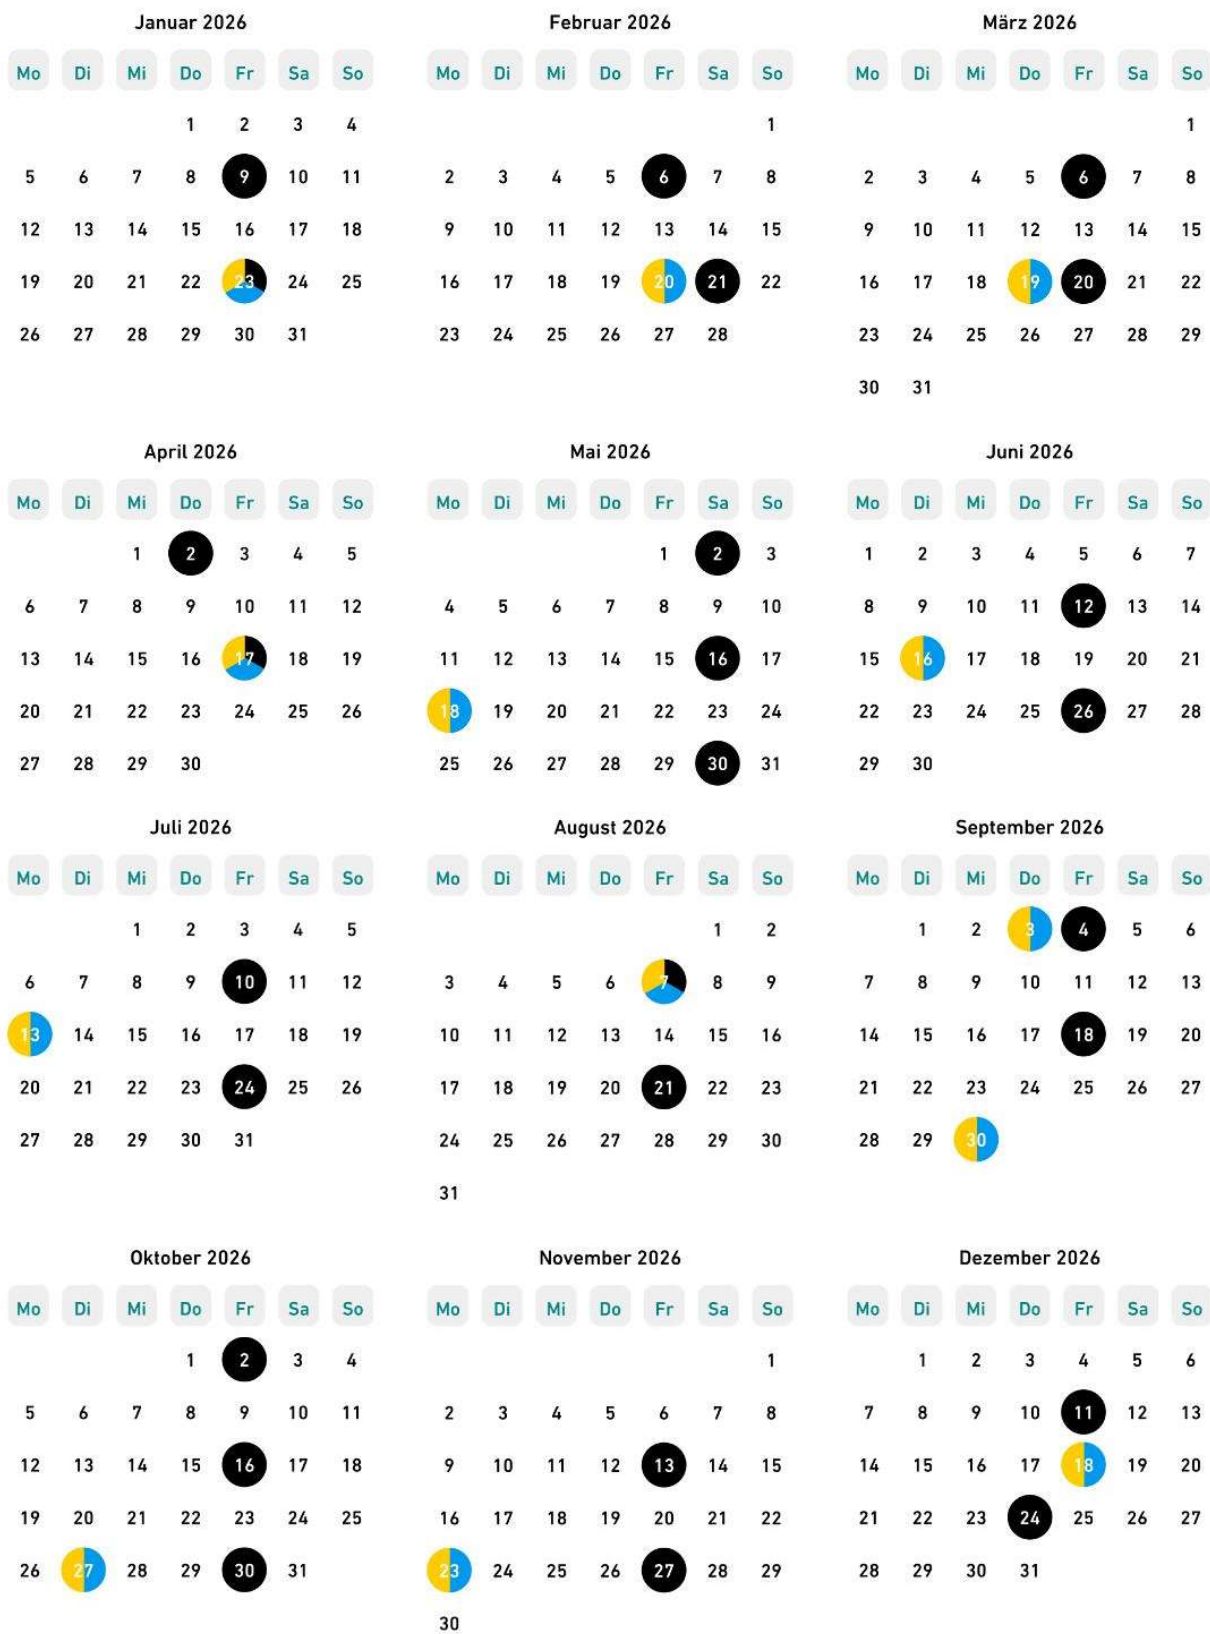 Januar 2026
Mo Di Mi Do Fr Sa So
1 2 3 4
5 6 7 8 9 10 11
12 13 14 15 16 17 18
19 20 21 22 23 24 25
26 27 28 29 30 31
Februar 2026
Mo Di Mi Do Fr Sa So
1
2 3 4 5 6 7 8
9 10 11 12 13 14 15
16 17 18 19 20 21 22
23 24 25 26 27 28
März 2026
Mo Di Mi Do Fr Sa So
1
2 3 4 5 6 7 8
9 10 11 12 13 14 15
16 17 18 19 20 21 22
23 24 25 26 27 28 29
30 31
April 2026
Mo Di Mi Do Fr Sa So
1 2 3 4 5
6 7 8 9 10 11 12
13 14 15 16 17 18 19
20 21 22 23 24 25 26
27 28 29 30
Mai 2026
Mo Di Mi Do Fr Sa So
1 2 3
4 5 6 7 8 9 10
11 12 13 14 15 16 17
18 19 20 21 22 23 24
25 26 27 28 29 30 31
Juni 2026
Mo Di Mi Do Fr Sa So
1 2 3 4 5 6 7
8 9 10 11 12 13 14
15 16 17 18 19 20 21
22 23 24 25 26 27 28
29 30
Juli 2026
Mo Di Mi Do Fr Sa So
1 2 3 4 5
6 7 8 9 10 11 12
13 14 15 16 17 18 19
20 21 22 23 24 25 26
27 28 29 30 31
August 2026
Mo Di Mi Do Fr Sa So
1 2
3 4 5 6 7 8 9
10 11 12 13 14 15 16
17 18 19 20 21 22 23
24 25 26 27 28 29 30
31
September 2026
Mo Di Mi Do Fr Sa So
1 2 3 4 5 6
7 8 9 10 11 12 13
14 15 16 17 18 19 20
21 22 23 24 25 26 27
28 29 30
Oktober 2026
Mo Di Mi Do Fr Sa So
1 2 3 4
5 6 7 8 9 10 11
12 13 14 15 16 17 18
19 20 21 22 23 24 25
26 27 28 29 30 31
November 2026
Mo Di Mi Do Fr Sa So
1
2 3 4 5 6 7 8
9 10 11 12 13 14 15
16 17 18 19 20 21 22
23 24 25 26 27 28 29
30
Dezember 2026
Mo Di Mi Do Fr Sa So
1 2 3 4 5 6
7 8 9 10 11 12 13
14 15 16 17 18 19 20
21 22 23 24 25 26 27
28 29 30 31